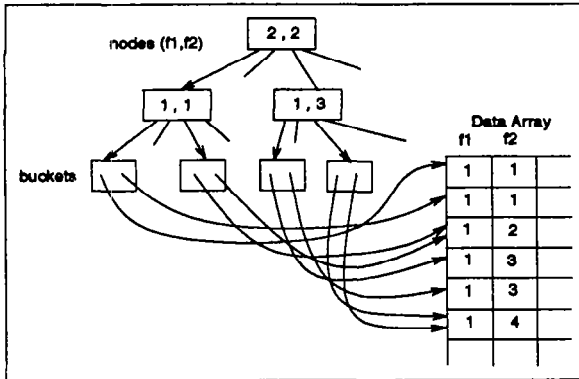 nodes (f1,f2)
2 , 2
1 , 1
1 , 3
buckets
Data Array
f1 f2
1 1
1 1
1 2
1 3
1 3
1 4